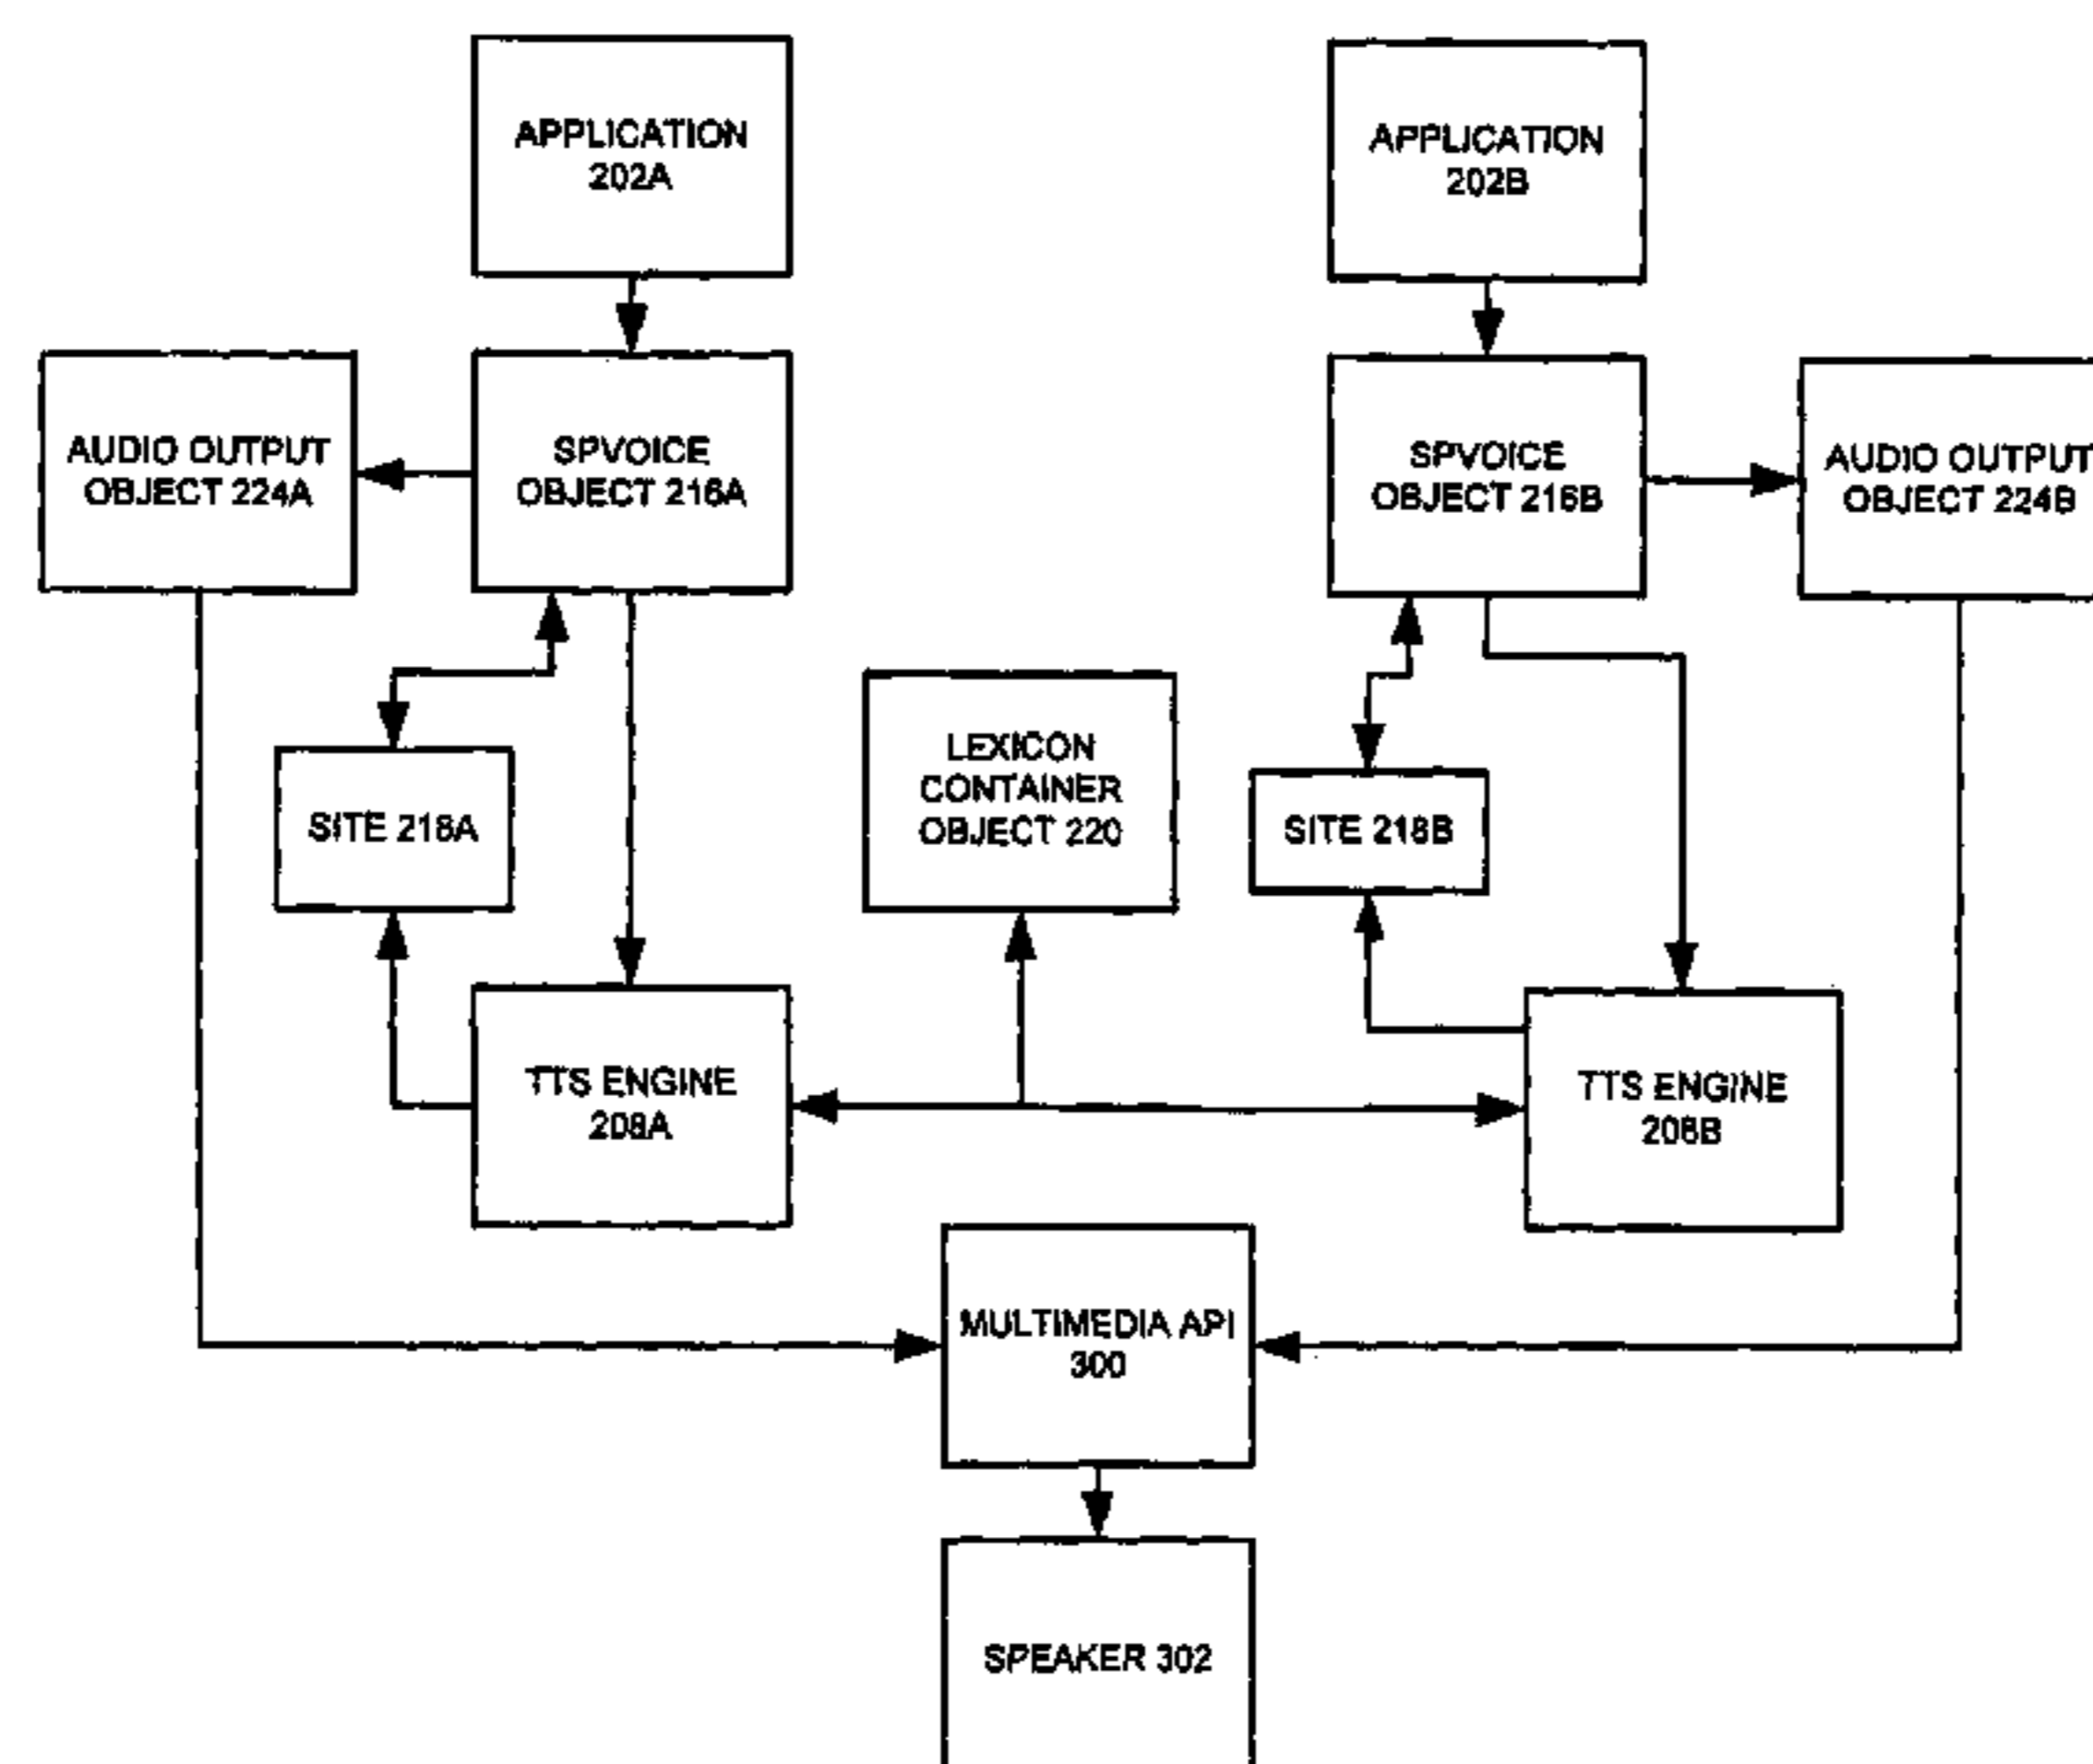 APPLICATION
202A
APPLICATION
202B
AUDIO OUTPUT
OBJECT 224A
SPVOICE
OBJECT 216A
SPVOICE
OBJECT 216B
AUDIO OUTPUT
OBJECT 224B
LEXICON
CONTAINER
OBJECT 220
SITE 218A
SITE 218B
TTS ENGINE
208A
TTS ENGINE
208B
MULTIMEDIA API
300
SPEAKER 302